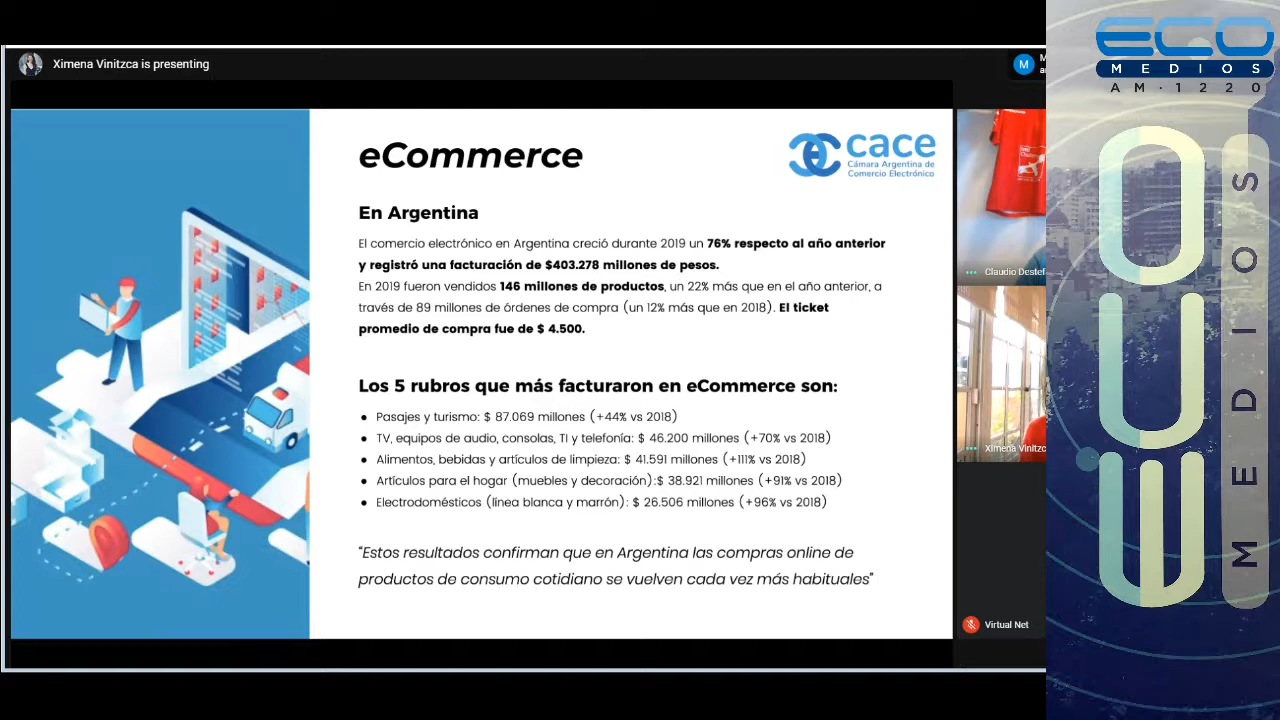 Ximena Vinitzca is presenting
M
eCommerce
cace
Cámara Argentina de
Comercio Electrónico
En Argentina
El comercio electrónico en Argentina creció durante 2019 un 76% respecto al año anterior
y registró una facturación de $403.278 millones de pesos.
En 2019 fueron vendidos 146 millones de productos, un 22% más que en el año anterior, a
través de 89 millones de órdenes de compra (un 12% más que en 2018). El ticket
promedio de compra fue de $ 4.500.
Los 5 rubros que más facturaron en eCommerce son:
● Pasajes y turismo: $ 87.069 millones (+44% vs 2018)
● TV, equipos de audio, consolas, TI y telefonía: $ 46.200 millones (+70% vs 2018)
● Alimentos, bebidas y artículos de limpieza: $ 41.591 millones (+111% vs 2018)
● Artículos para el hogar (muebles y decoración):$ 38.921 millones (+91% vs 2018)
● Electrodomésticos (línea blanca y marrón): $ 26.506 millones (+96% vs 2018)
"Estos resultados confirman que en Argentina las compras online de
productos de consumo cotidiano se vuelven cada vez más habituales"
Claudio Destef
Ximena Vinitzc
Virtual Net
ECO
MEDIOS
AM·1220
ECO
MEDIOS